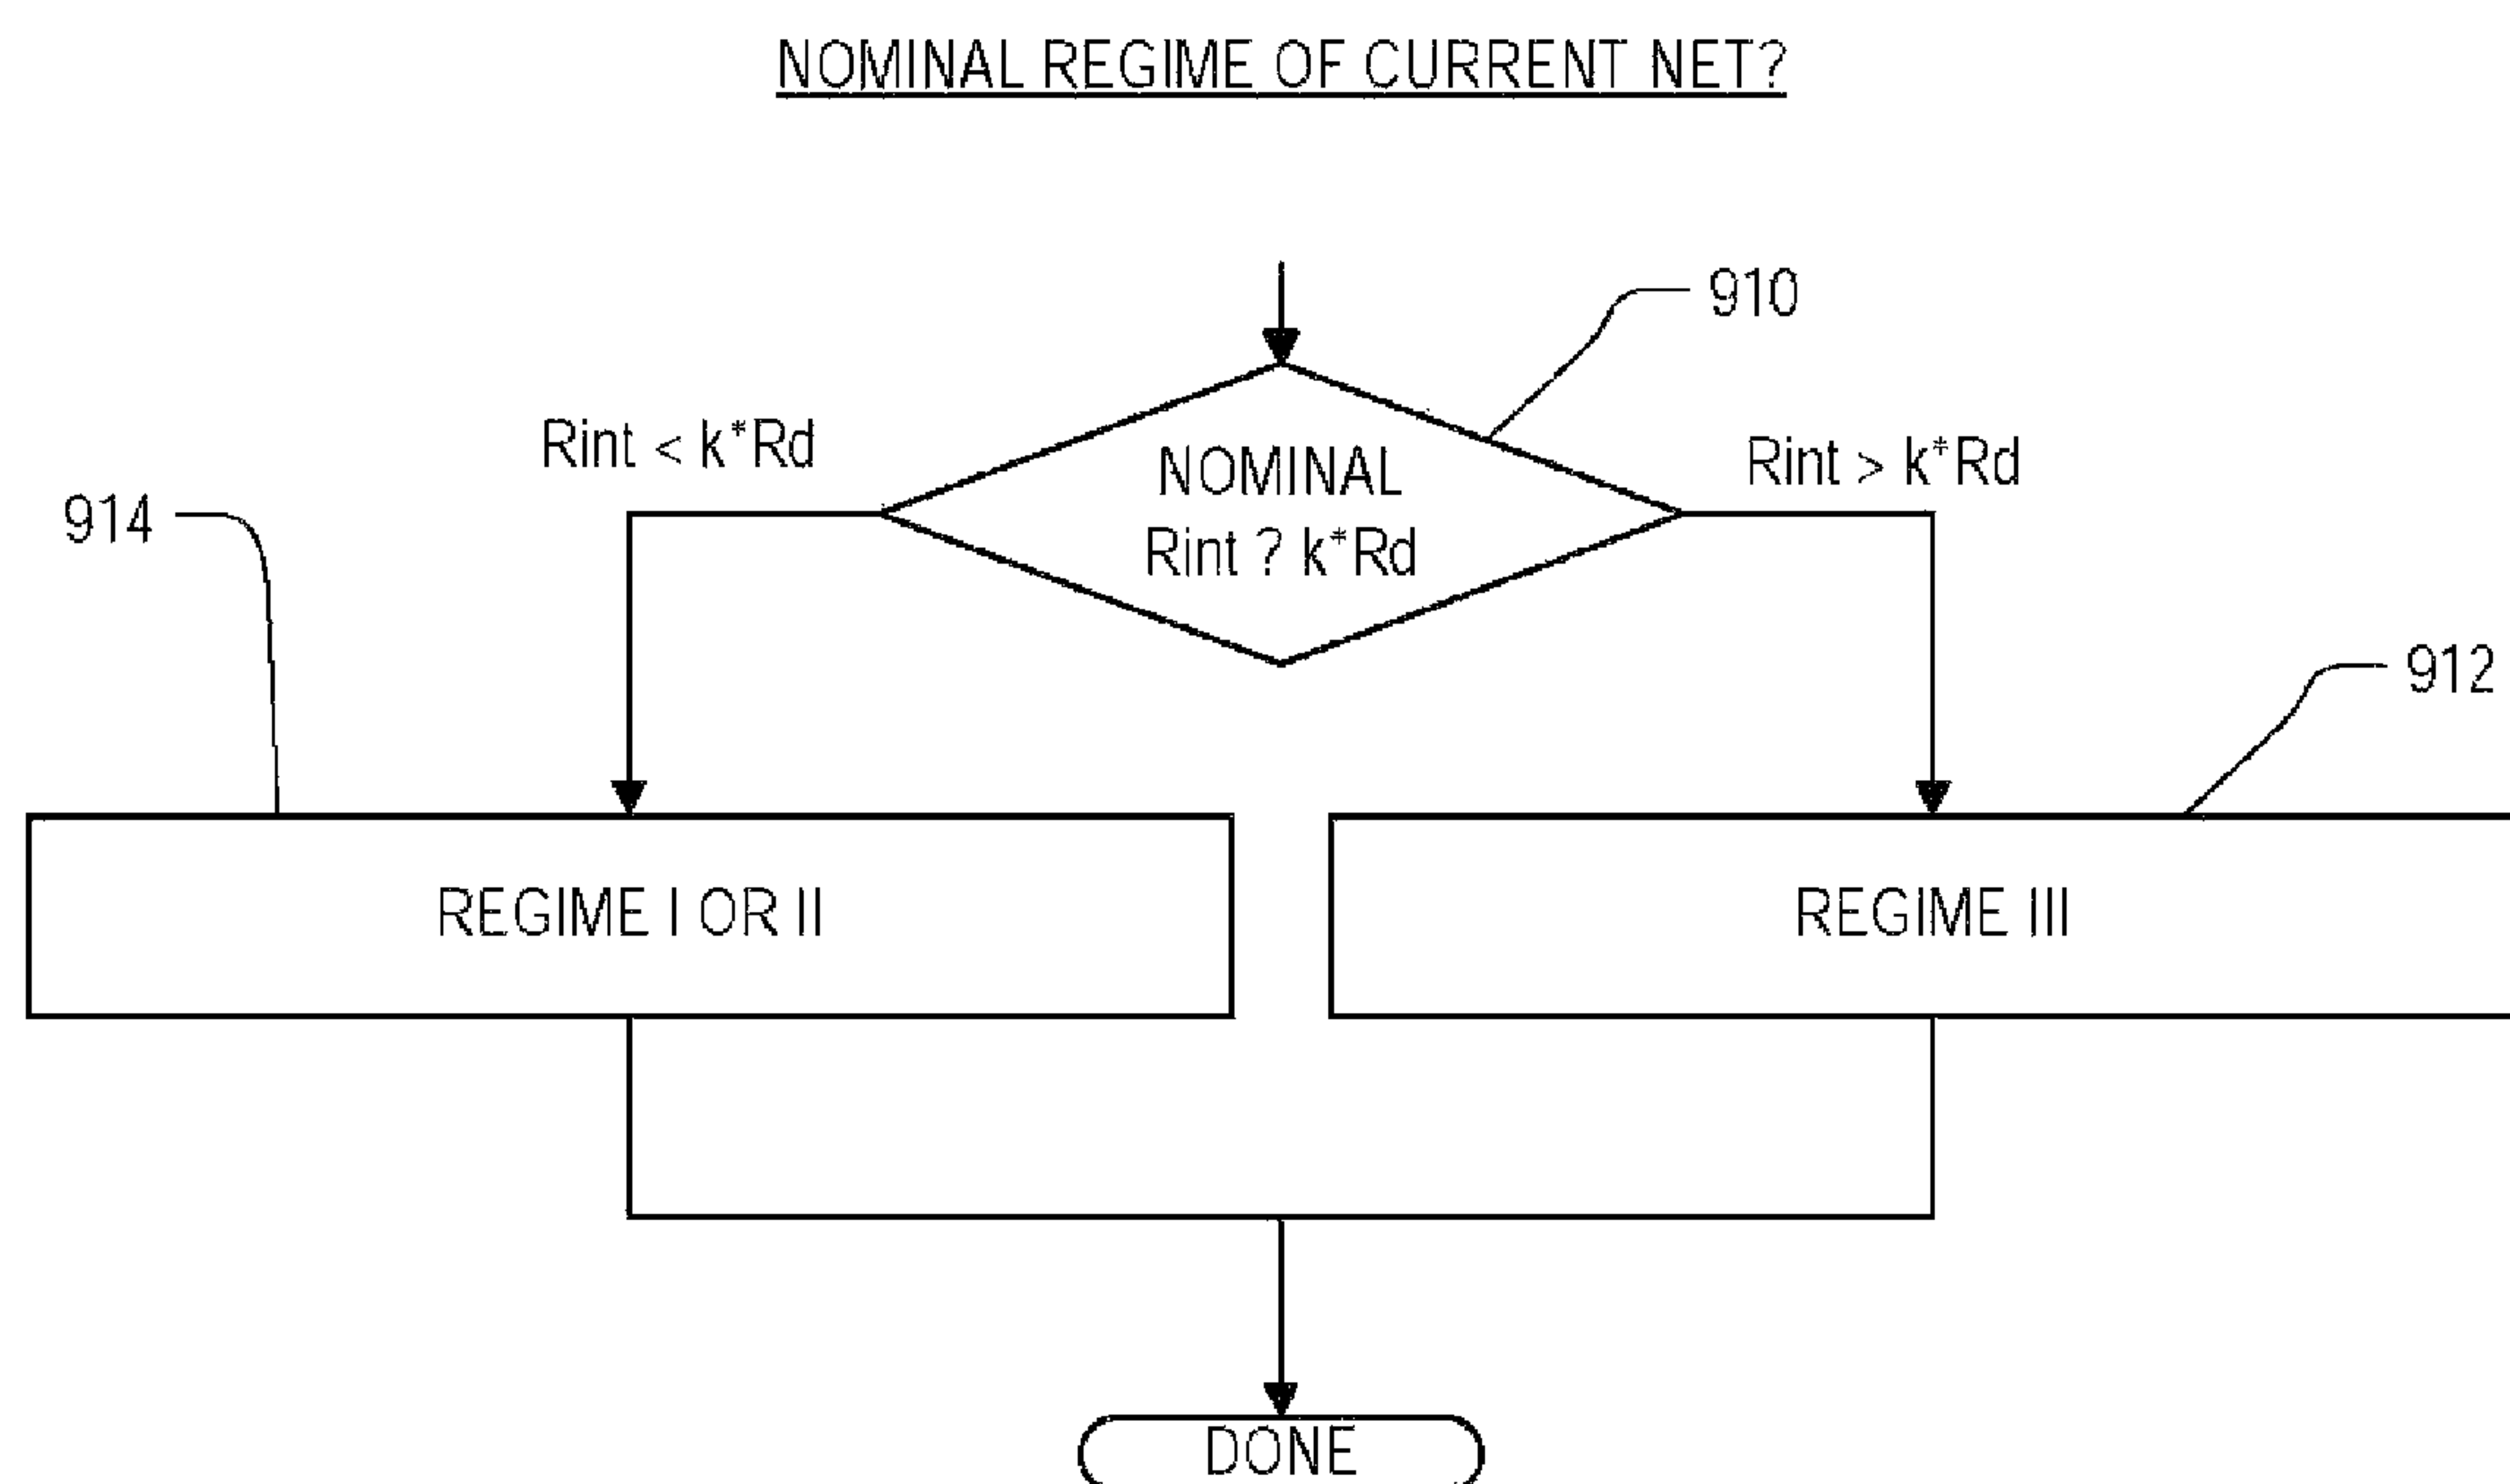 NOMINAL REGIME OF CURRENT NET?
910
Rint < k*Rd
NOMINAL
Rint ? k*Rd
Rint > k*Rd
914
912
REGIME I OR II
REGIME III
DONE